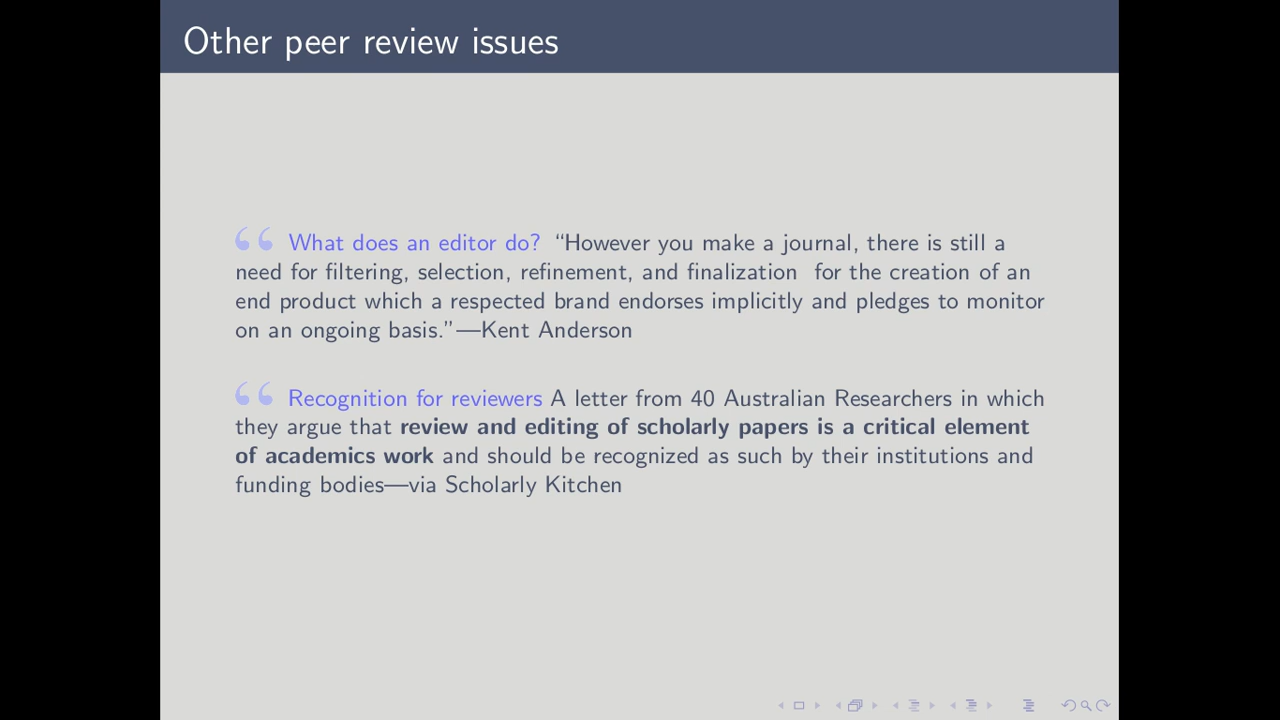 Other peer review issues
“ What does an editor do? “However you make a journal, there is still a
need for filtering, selection, refinement, and finalization for the creation of an
end product which a respected brand endorses implicitly and pledges to monitor
on an ongoing basis.”—Kent Anderson
“ Recognition for reviewers A letter from 40 Australian Researchers in which
they argue that review and editing of scholarly papers is a critical element
of academics work and should be recognized as such by their institutions and
funding bodies—via Scholarly Kitchen